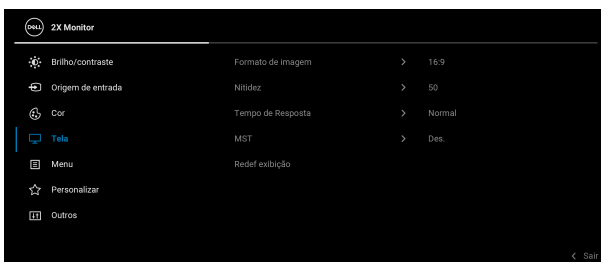 DELL 2X Monitor
Brilho/contraste Formato de imagem 16:9
Origem de entrada Nitidez 50
Cor Tempo de Resposta Normal
Tela MST Des.
Menu Redef exibição
Personalizar
Outros
Sair